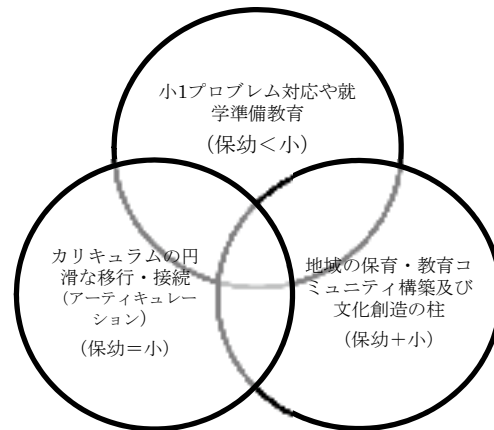 小1プロブレム対応や就
学準備教育
（保幼＜小）
カリキュラムの円
滑な移行・接続
（アーティキュレー
ション）
（保幼＝小）
地域の保育・教育コ
ミュニティ構築及び
文化創造の柱
（保幼＋小）